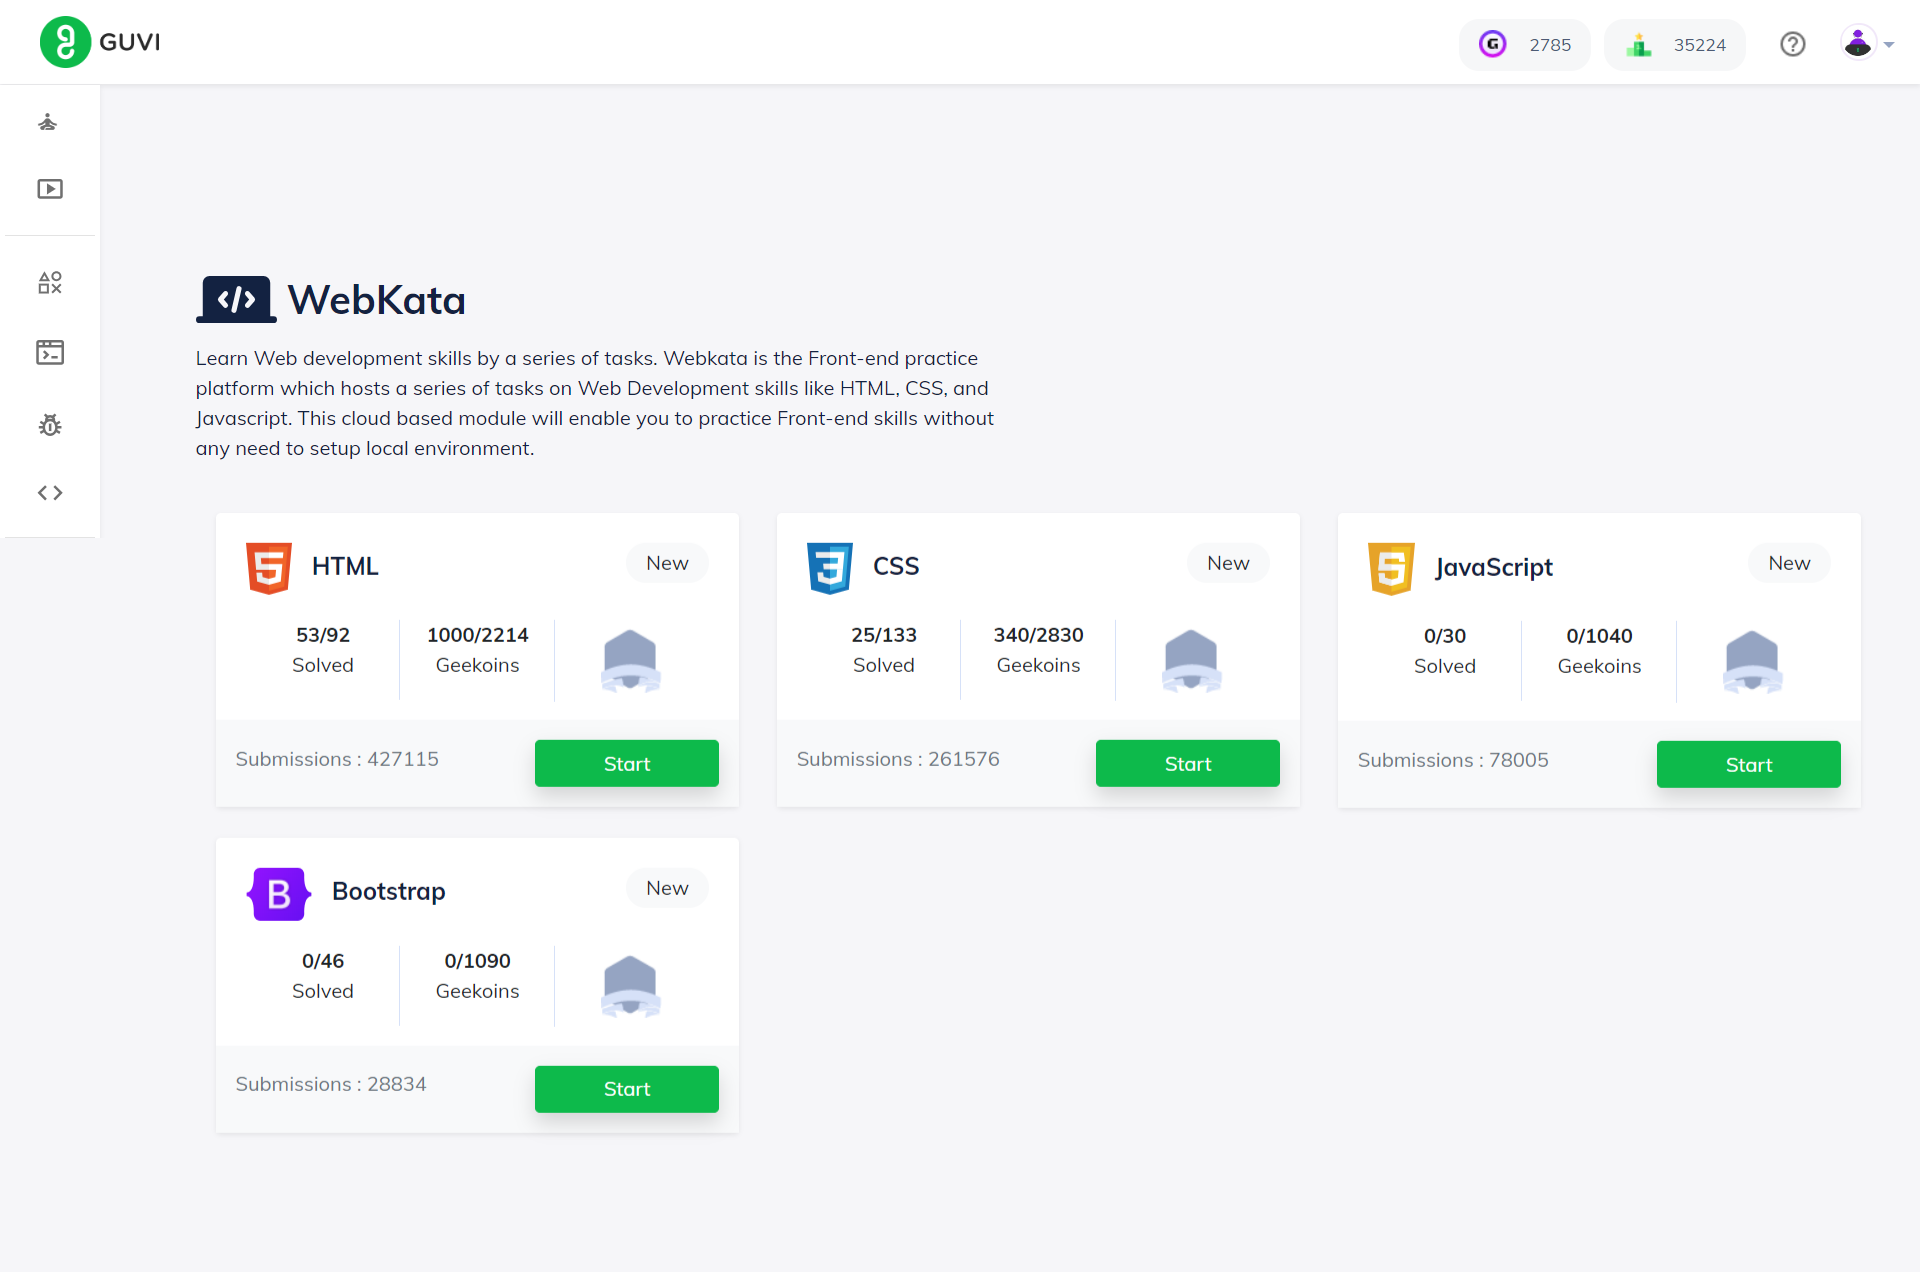 GUVI
G 2785
35224
WebKata
Learn Web development skills by a series of tasks. Webkata is the Front-end practice
platform which hosts a series of tasks on Web Development skills like HTML, CSS, and
Javascript. This cloud based module will enable you to practice Front-end skills without
any need to setup local environment.
HTML
New
53/92
Solved
1000/2214
Geekoins
Submissions : 427115
Start
CSS
New
25/133
Solved
340/2830
Geekoins
Submissions : 261576
Start
JavaScript
New
0/30
Solved
0/1040
Geekoins
Submissions : 78005
Start
B
Bootstrap
New
0/46
Solved
0/1090
Geekoins
Submissions : 28834
Start